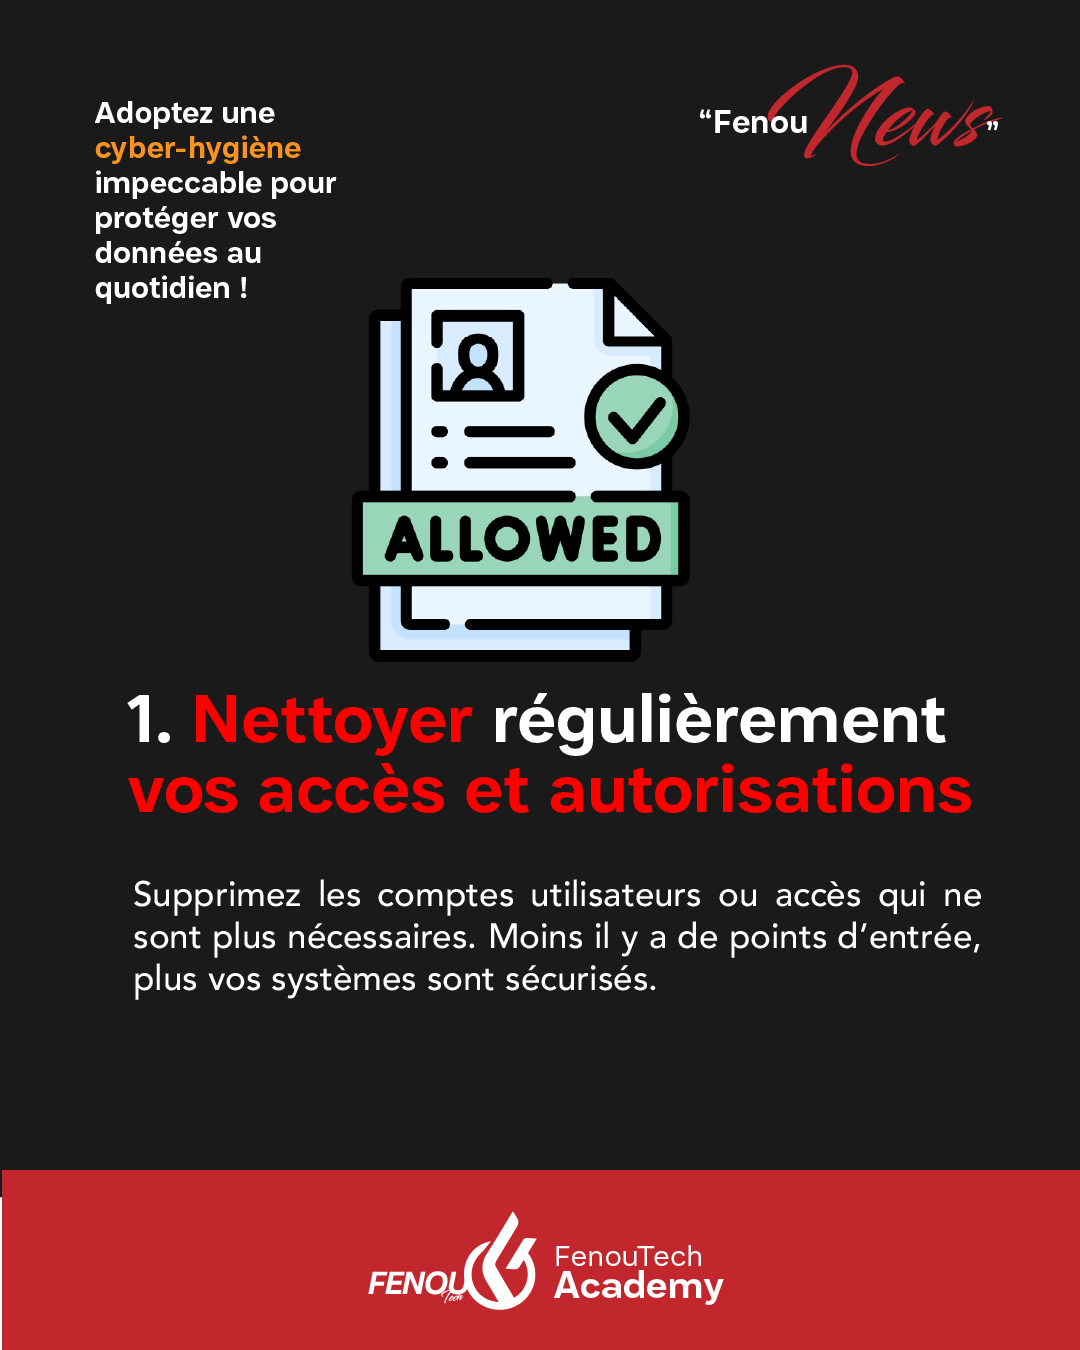 Adoptez une
cyber-hygiène
impeccable pour
protéger vos
données au
quotidien !
“Fenou News”
ALLOWED
1. Nettoyer régulièrement
vos accès et autorisations
Supprimez les comptes utilisateurs ou accès qui ne
sont plus nécessaires. Moins il y a de points d’entrée,
plus vos systèmes sont sécurisés.
FENOU
Tech
FenouTech
Academy